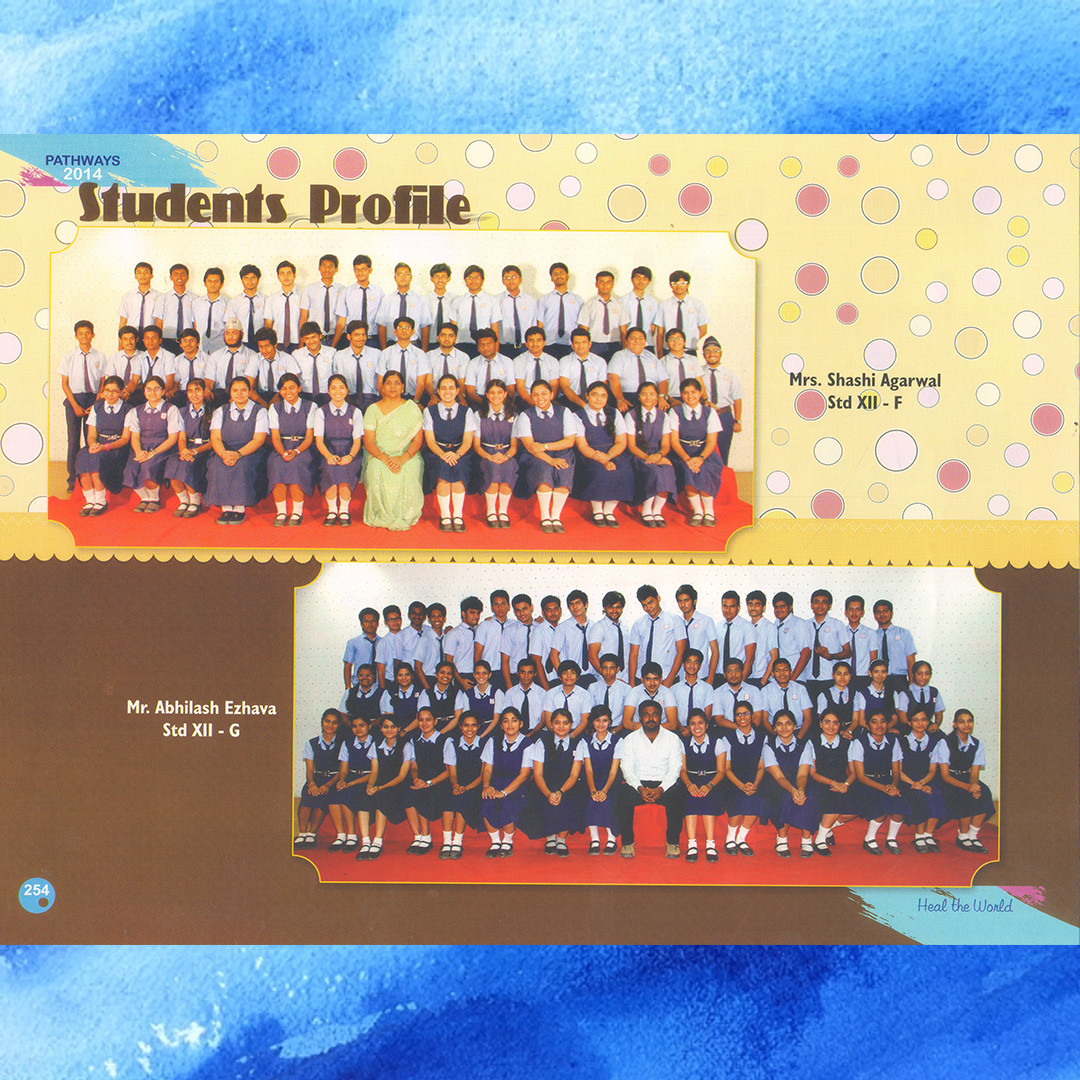 PATHWAYS
2014
Students Profile
Mrs. Shashi Agarwal
Std XII - F
Mr. Abhilash Ezhava
Std XII - G
254
Heal the World